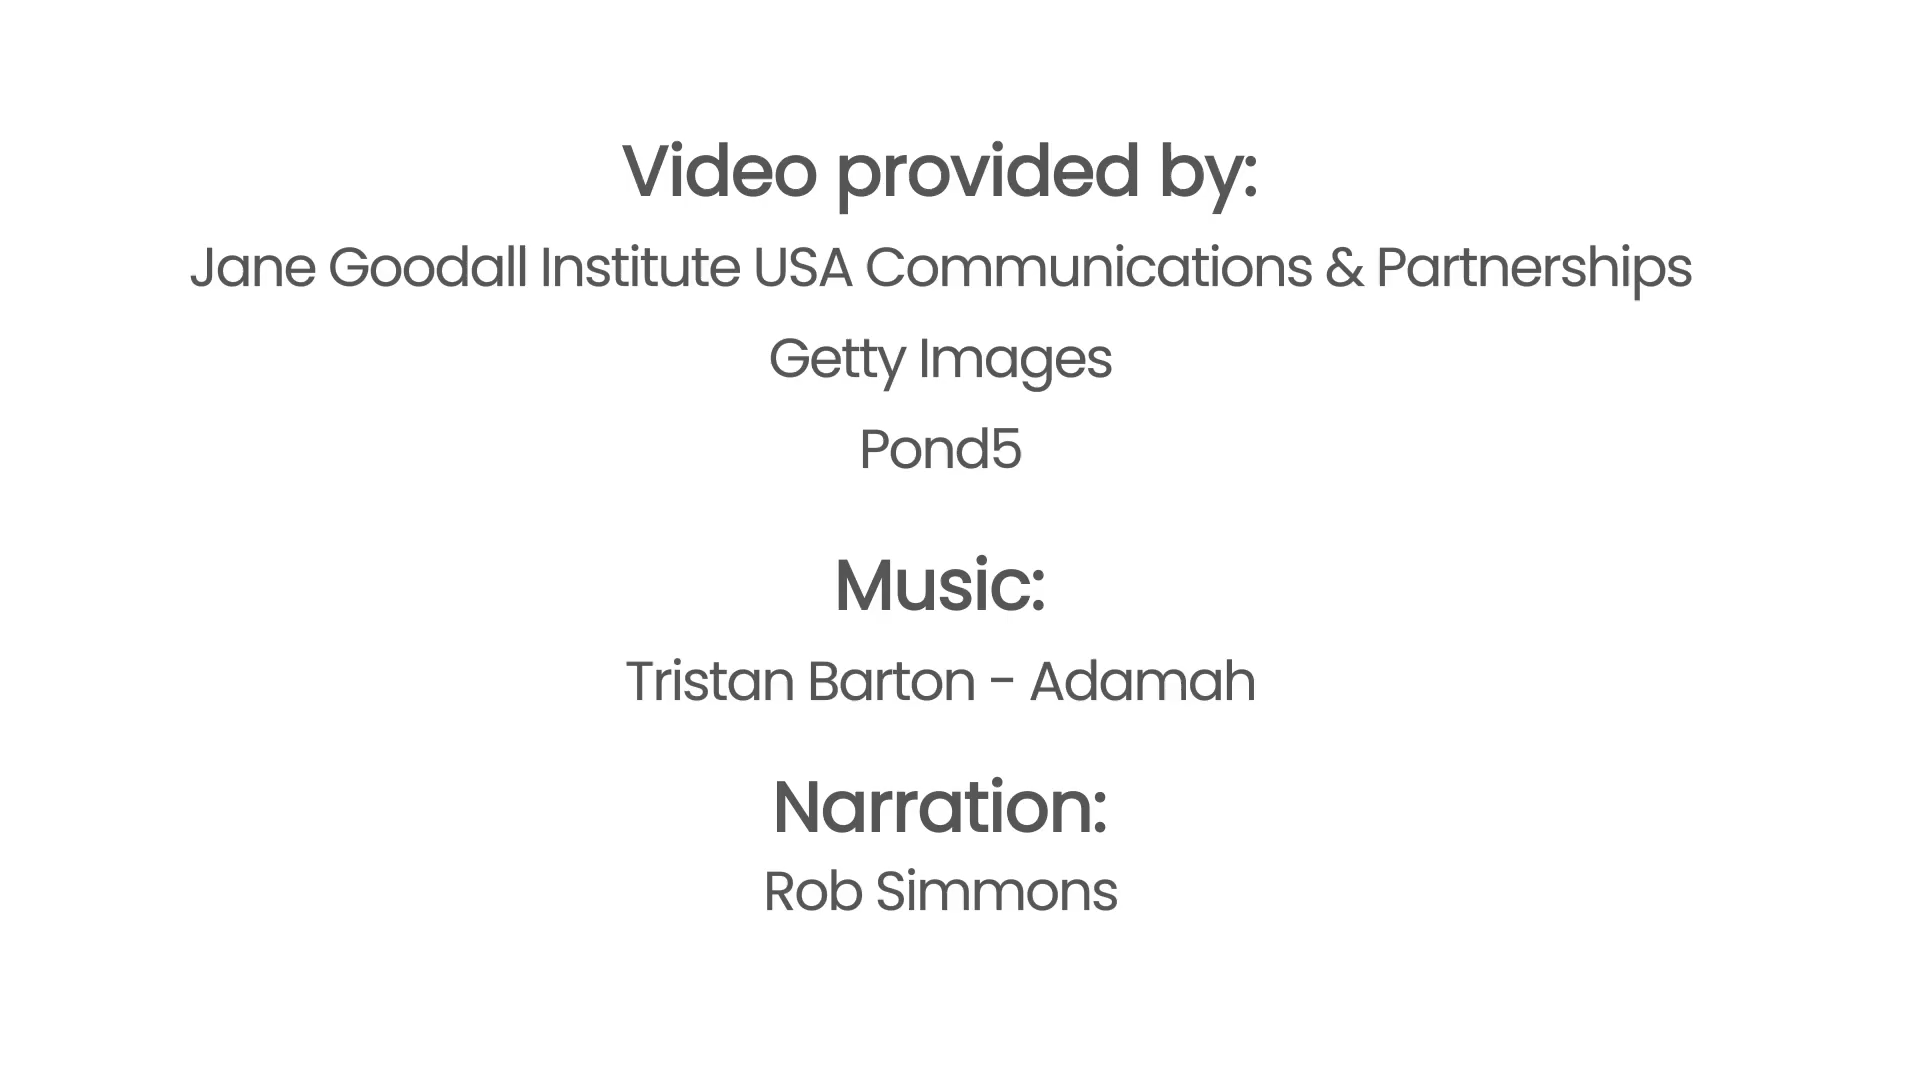 Video provided by:
Jane Goodall Institute USA Communications & Partnerships
Getty Images
Pond5
Music:
Tristan Barton - Adamah
Narration:
Rob Simmons